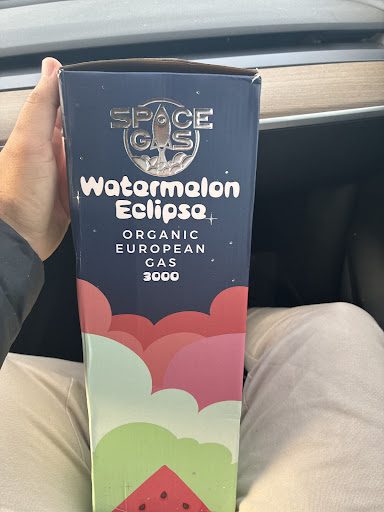 SPACE
GAS
Watermelon
Eclipse
ORGANIC
EUROPEAN
GAS
3000